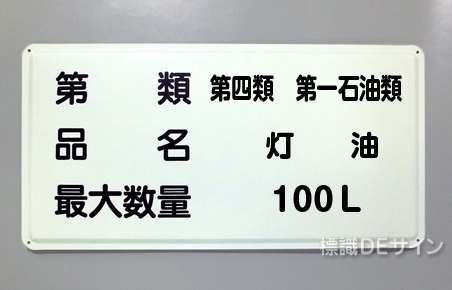 第　類　第四類　第一石油類
品　名　灯　油
最大数量　100L
標識DEサイン